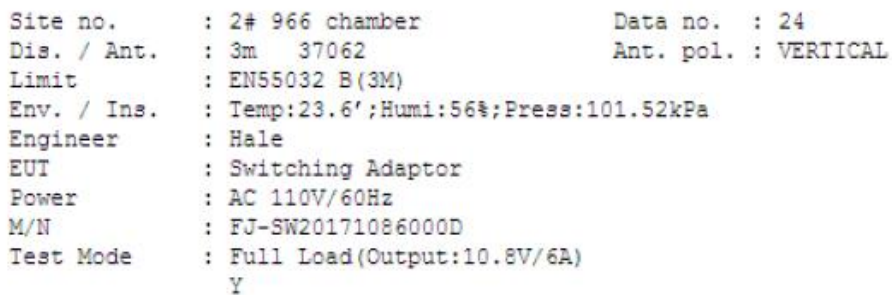 Site no. : 2# 966 chamber Data no. : 24
Dis. / Ant. : 3m 37062 Ant. pol. : VERTICAL
Limit : EN55032 B(3M)
Env. / Ins. : Temp:23.6';Humi:56%;Press:101.52kPa
Engineer : Hale
EUT : Switching Adaptor
Power : AC 110V/60Hz
M/N : FJ-SW20171086000D
Test Mode : Full Load(Output:10.8V/6A)
Y